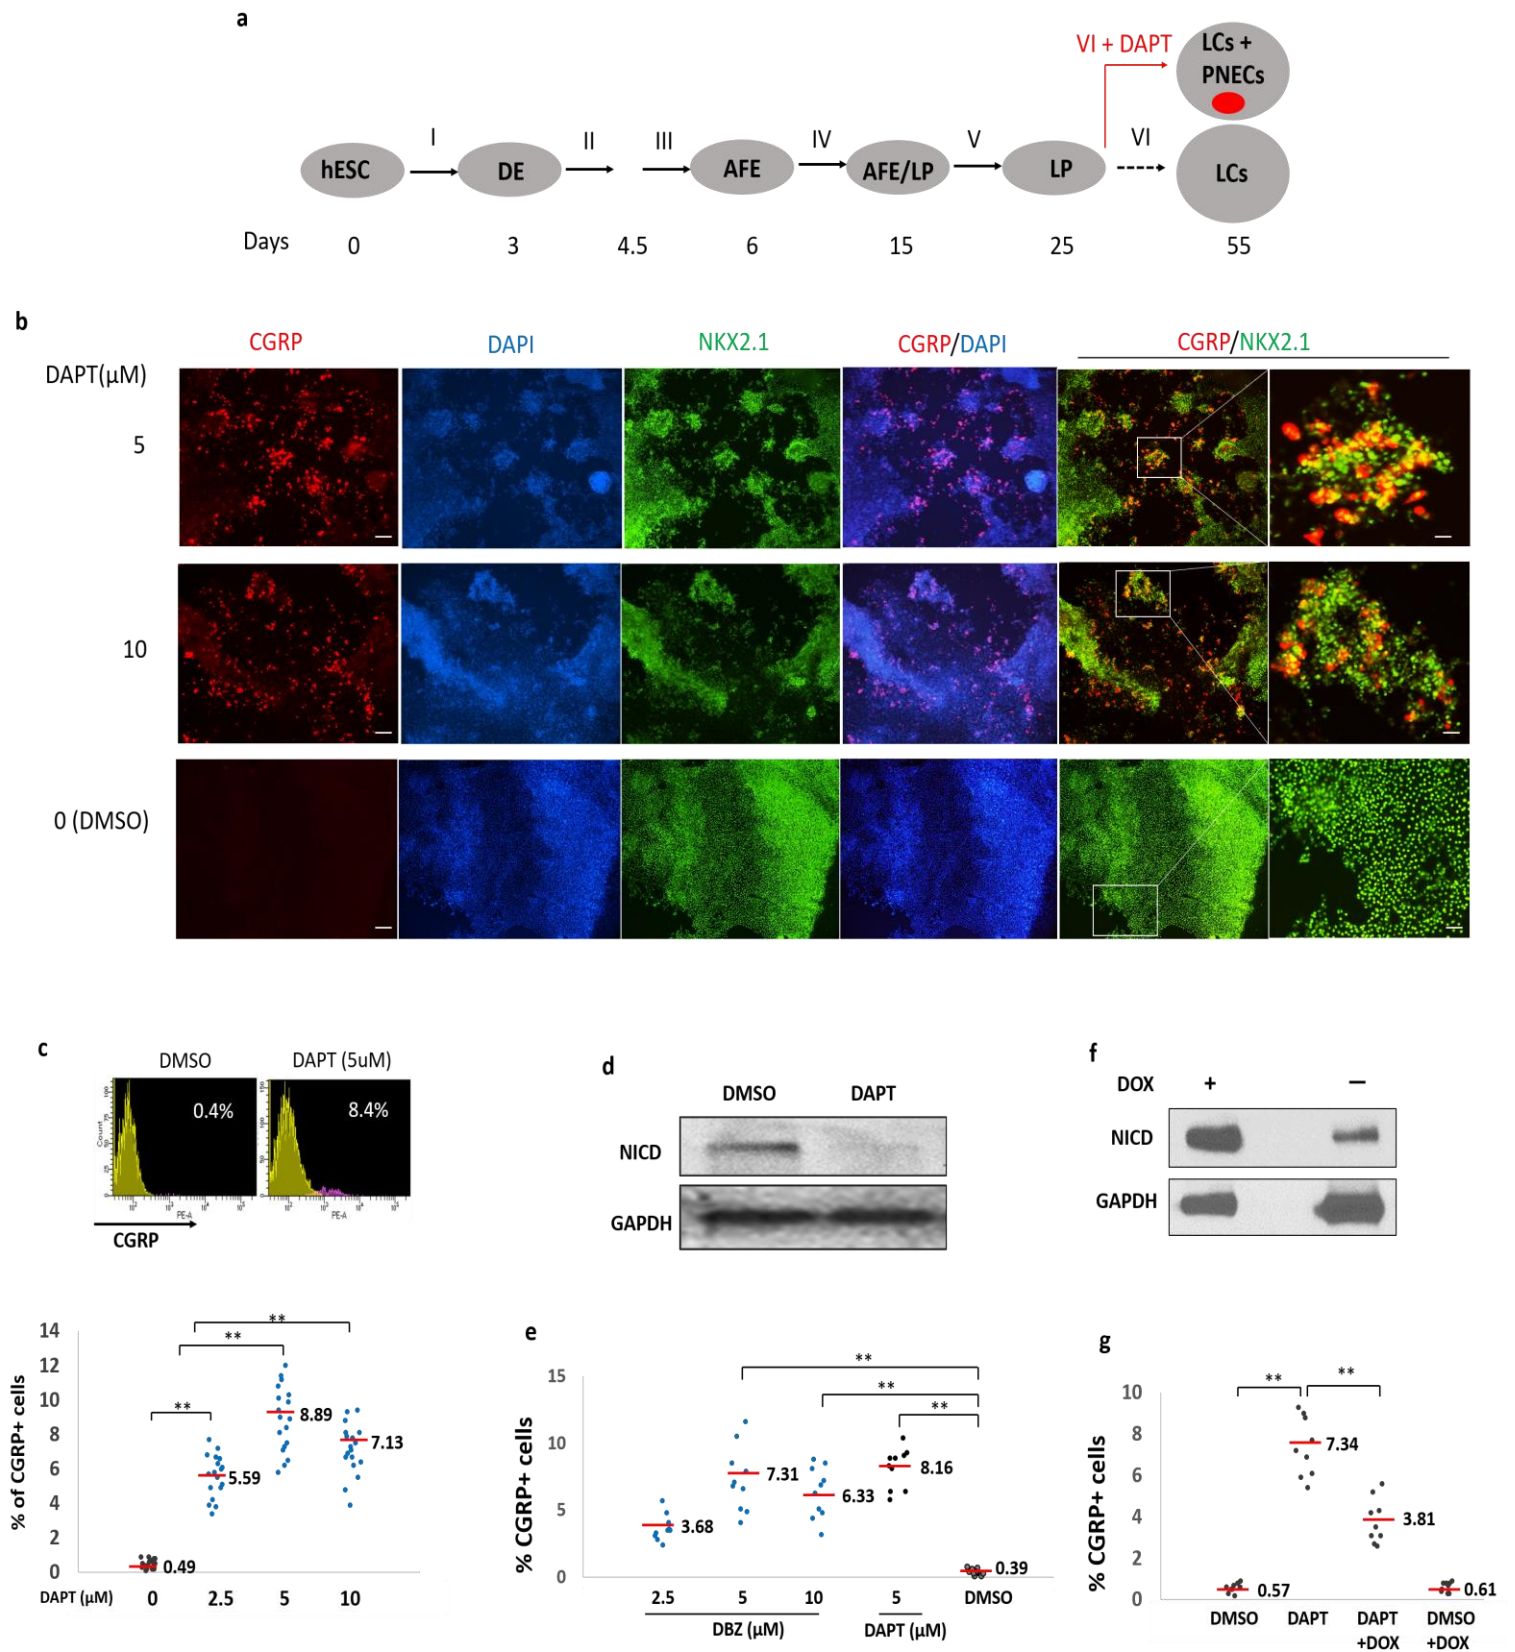 a
VI + DAPT
LCs +
PNECs
I
II
III
IV
V
VI
hESC
DE
AFE
AFE/LP
LP
LCs
Days
0
3
4.5
6
15
25
55
b
CGRP
DAPI
NKX2.1
CGRP/DAPI
CGRP/NKX2.1
DAPT(μM)
5
10
0 (DMSO)
c
DMSO
DAPT (5uM)
0.4%
8.4%
Count
PE-A
PE-A
CGRP
d
DMSO
DAPT
NICD
GAPDH
f
DOX
+
−
NICD
GAPDH
% of CGRP+ cells
14
12
10
8
6
4
2
0
**
**
**
0.49
5.59
8.89
7.13
DAPT (μM)
0
2.5
5
10
e
% CGRP+ cells
15
10
5
0
**
**
**
3.68
7.31
6.33
8.16
0.39
2.5
5
10
5
DMSO
DBZ (μM)
DAPT (μM)
g
% CGRP+ cells
10
8
6
4
2
0
**
**
0.57
7.34
3.81
0.61
DMSO
DAPT
DAPT
+DOX
DMSO
+DOX